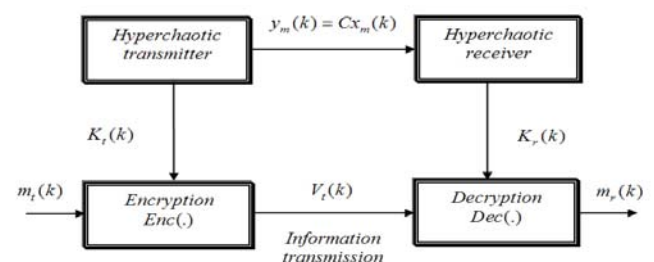 Hyperchaotic
transmitter
y_m(k) = Cx_m(k)
Hyperchaotic
receiver
K_t(k)
K_r(k)
m_t(k)
Encryption
Enc(.)
V_t(k)
Decryption
Dec(.)
m_r(k)
Information
transmission